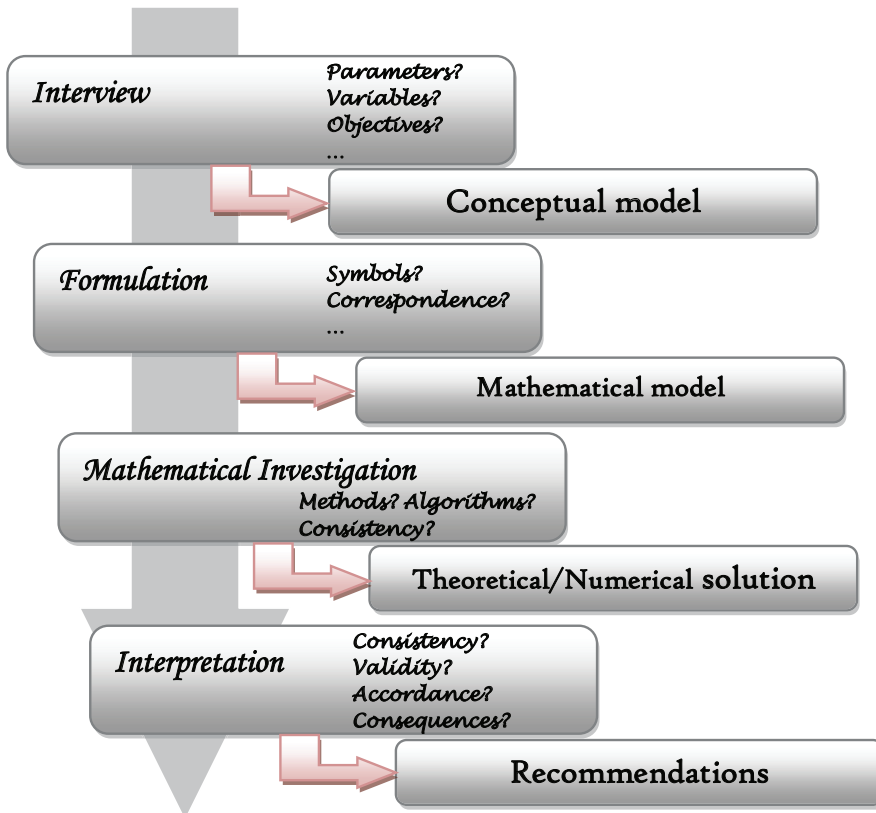 Interview
Parameters?
Variables?
Objectives?
...
Conceptual model
Formulation
Symbols?
Correspondence?
...
Mathematical model
Mathematical Investigation
Methods? Algorithms?
Consistency?
Theoretical/Numerical solution
Interpretation
Consistency?
Validity?
Accordance?
Consequences?
Recommendations